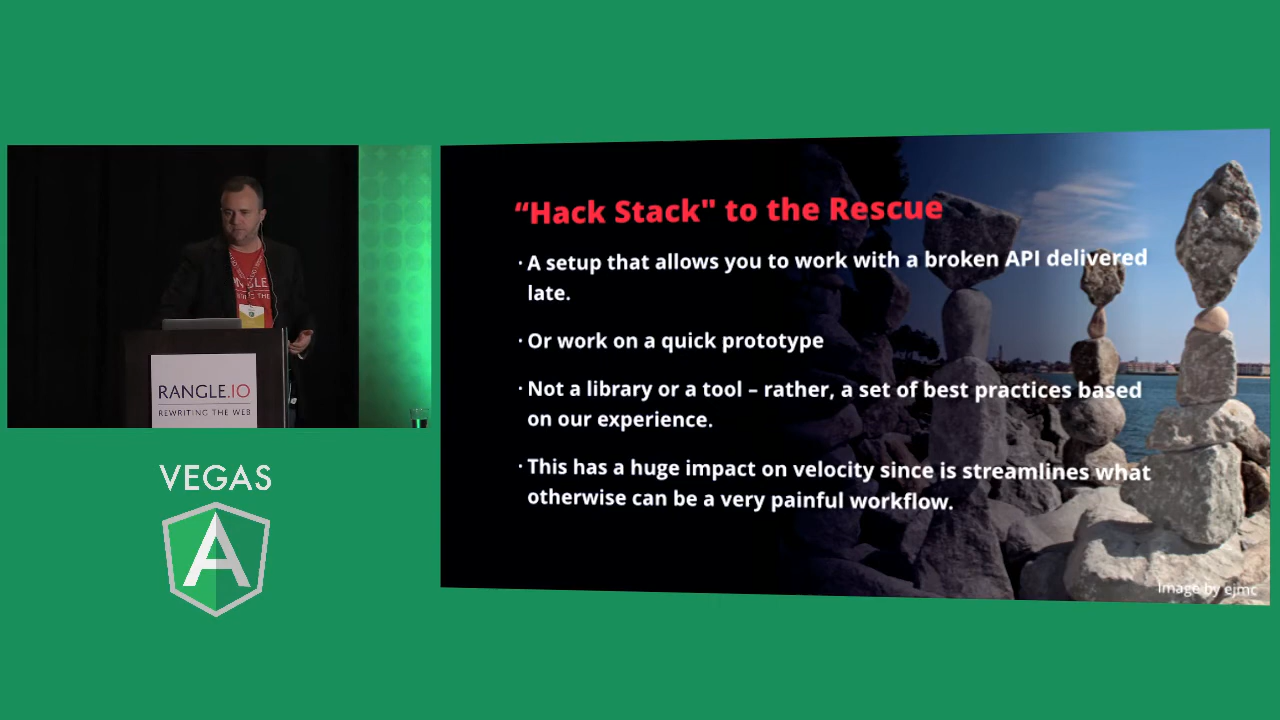 "Hack Stack" to the Rescue
· A setup that allows you to work with a broken API delivered
late.
· Or work on a quick prototype
· Not a library or a tool – rather, a set of best practices based
on our experience.
· This has a huge impact on velocity since is streamlines what
otherwise can be a very painful workflow.
Image by ejmc
RANGLE.IO
REWRITING THE WEB
VEGAS
A